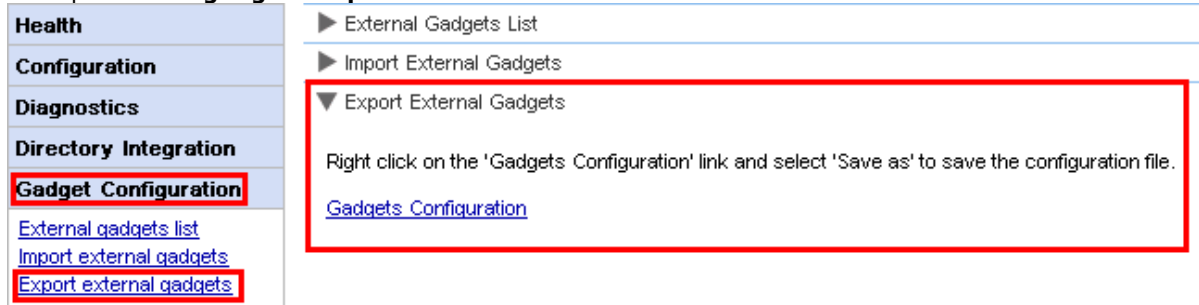 Health
Configuration
Diagnostics
Directory Integration
Gadget Configuration
External gadgets list
Import external gadgets
Export external gadgets
External Gadgets List
Import External Gadgets
Export External Gadgets
Right click on the 'Gadgets Configuration' link and select 'Save as' to save the configuration file.
Gadgets Configuration